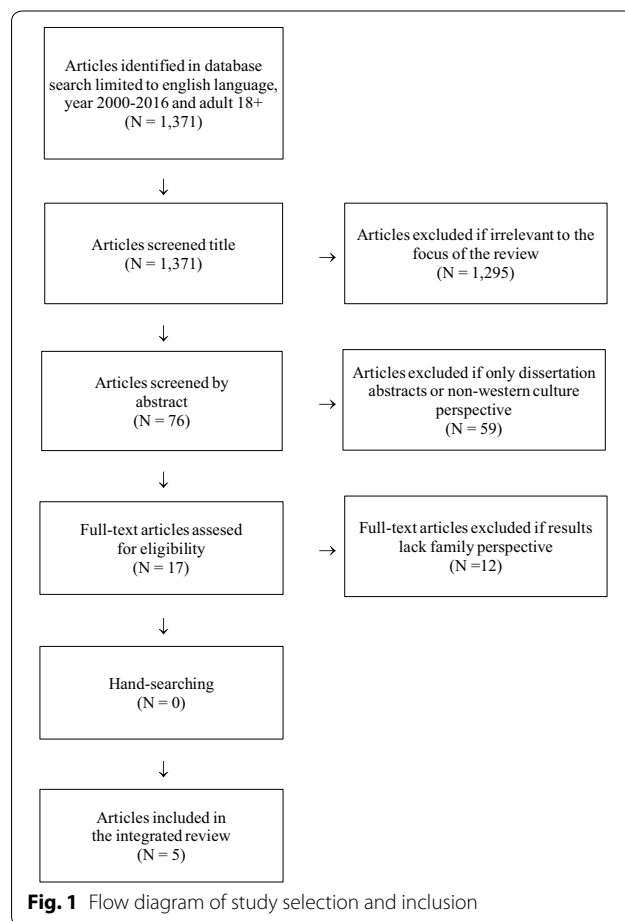 Articles identified in database
search limited to english language,
year 2000-2016 and adult 18+
(N = 1,371)
↓
Articles screened title
(N = 1,371)
→
Articles excluded if irrelevant to the
focus of the review
(N = 1,295)
↓
Articles screened by
abstract
(N = 76)
→
Articles excluded if only dissertation
abstracts or non-western culture
perspective
(N = 59)
↓
Full-text articles assesed
for eligibility
(N = 17)
→
Full-text articles excluded if results
lack family perspective
(N =12)
↓
Hand-searching
(N = 0)
↓
Articles included in
the integrated review
(N = 5)
Fig. 1 Flow diagram of study selection and inclusion